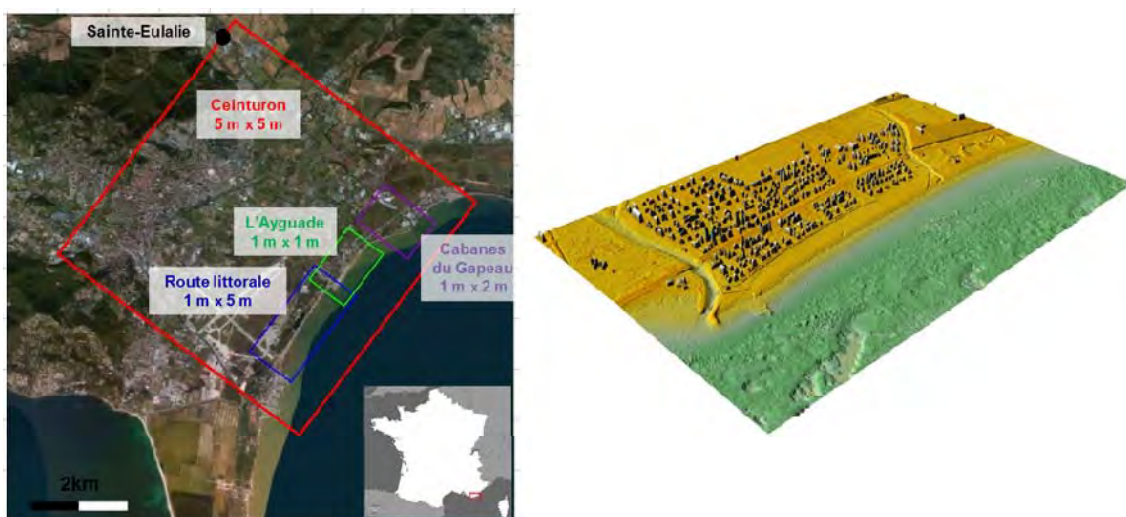 Sainte-Eulalie
Ceinturon
5 m x 5 m
L'Ayguade
1 m x 1 m
Cabanes
du Gapeau
1 m x 2 m
Route littorale
1 m x 5 m
2km